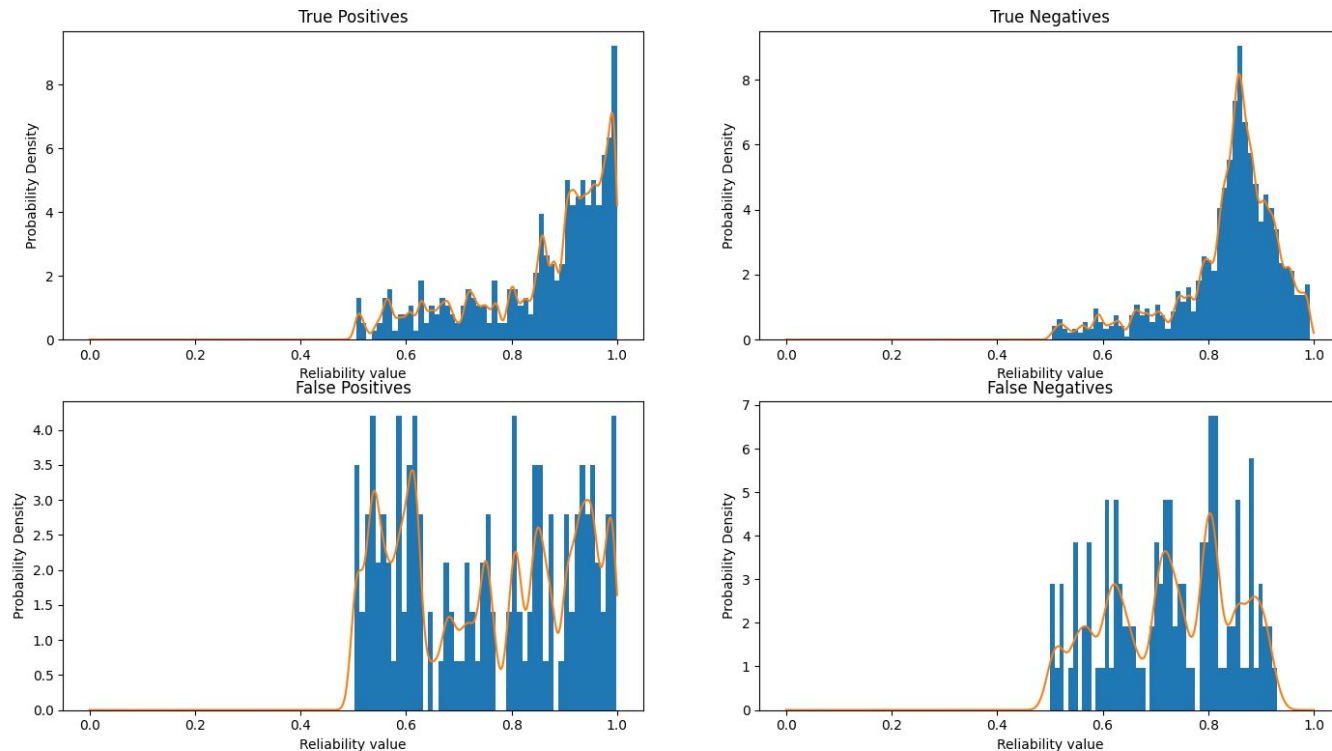 True Positives
Probability Density
8
6
4
2
0
0.0 0.2 0.4 0.6 0.8 1.0
Reliability value
True Negatives
Probability Density
8
6
4
2
0
0.0 0.2 0.4 0.6 0.8 1.0
Reliability value
False Positives
Probability Density
4.0
3.5
3.0
2.5
2.0
1.5
1.0
0.5
0.0
0.0 0.2 0.4 0.6 0.8 1.0
Reliability value
False Negatives
Probability Density
7
6
5
4
3
2
1
0
0.0 0.2 0.4 0.6 0.8 1.0
Reliability value